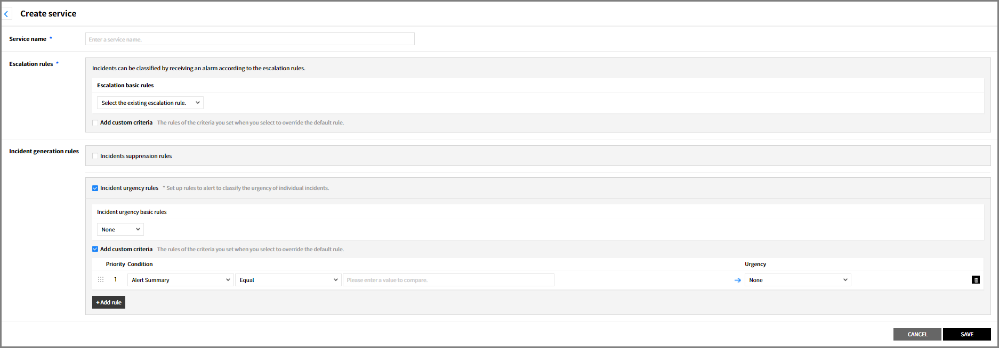 Create service
Service name *
Enter a service name.
Escalation rules *
Incidents can be classified by receiving an alarm according to the escalation rules.
Escalation basic rules
Select the existing escalation rule.
Add custom criteria The rules of the criteria you set when you select to override the default rule.
Incident generation rules
Incidents suppression rules
Incident urgency rules * Set up rules to alert to classify the urgency of individual incidents.
Incident urgency basic rules
None
Add custom criteria The rules of the criteria you set when you select to override the default rule.
Priority Condition Urgency
1 Alert Summary Equal Please enter a value to compare. → None
+ Add rule
CANCEL SAVE